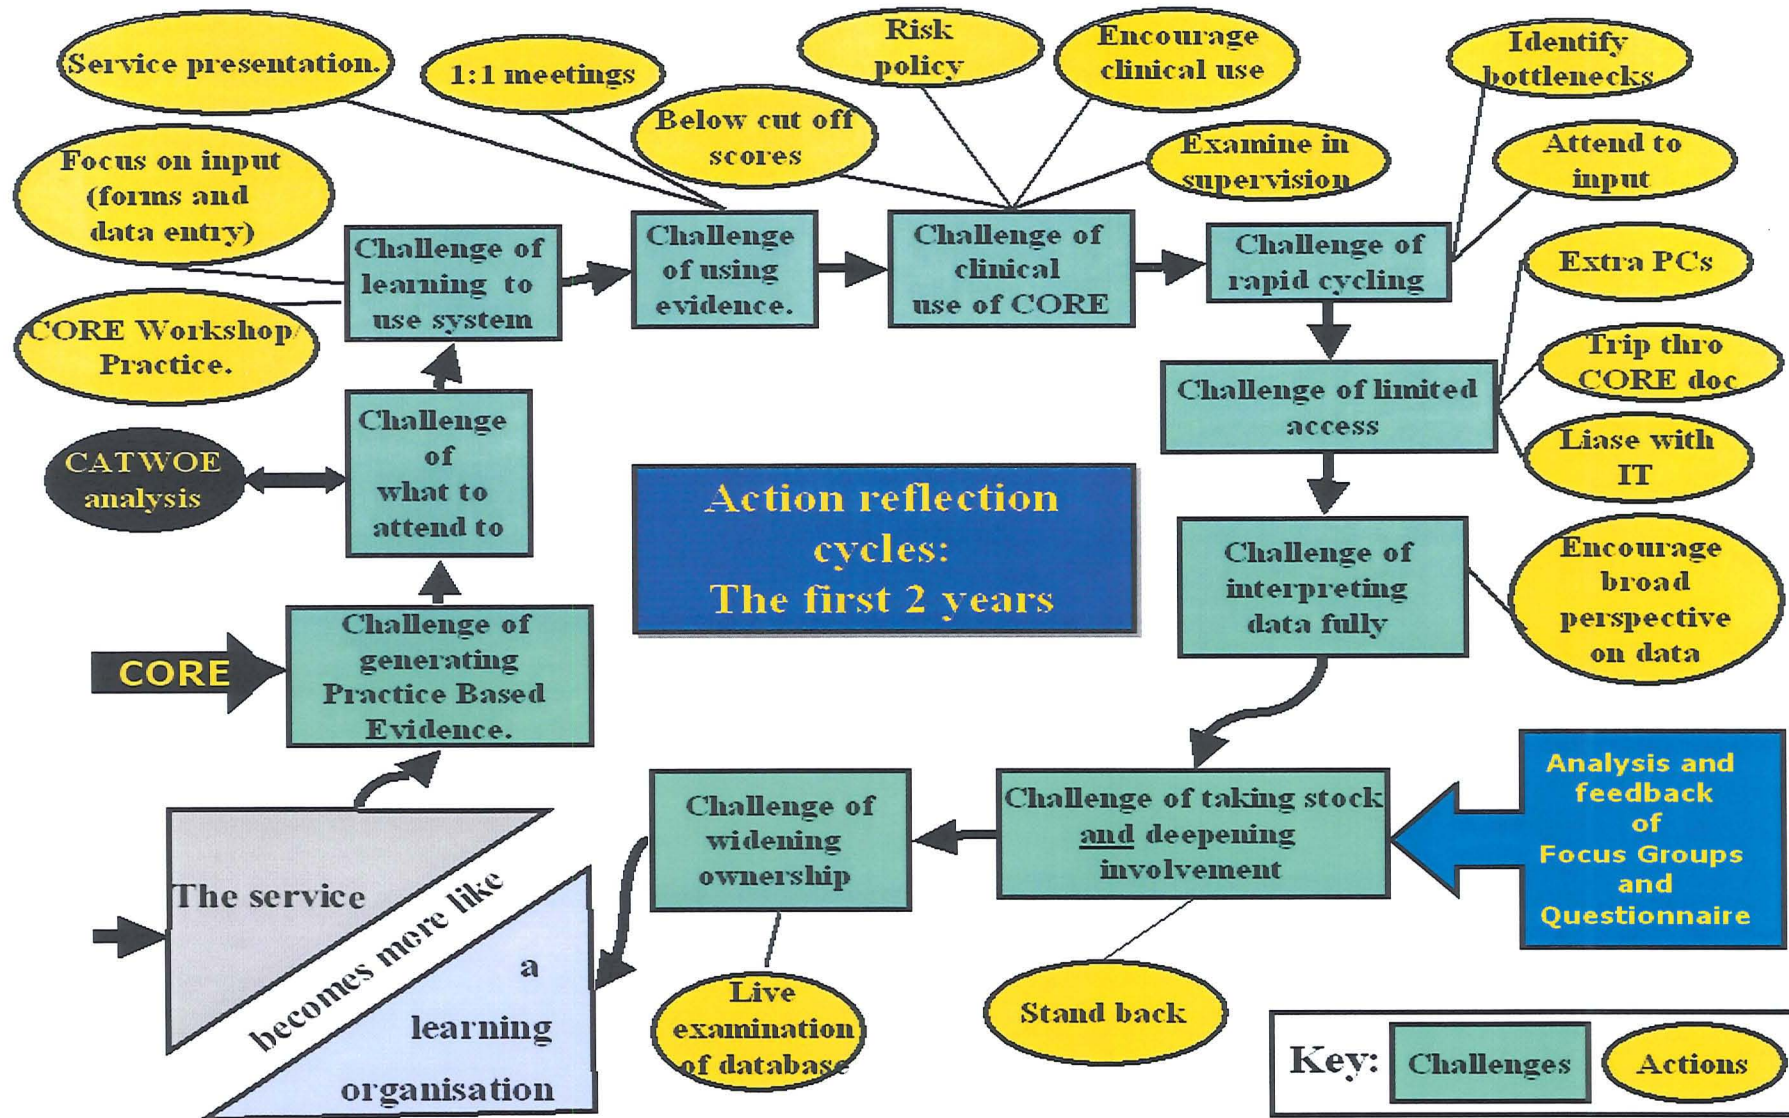 Service presentation.
1:1 meetings
Risk
policy
Encourage
clinical use
Identify
bottlenecks
Below cut off
scores
Examine in
supervision
Attend to
input
Focus on input
(forms and
data entry)
CORE Workshop/
Practice.
Challenge of
learning to
use system
Challenge
of using
evidence.
Challenge of
clinical
use of CORE
Challenge of
rapid cycling
Extra PCs
Trip thro
CORE doc
Liase with
IT
Challenge of limited
access
CATWOE
analysis
Challenge
of
what to
attend to
Action reflection
cycles:
The first 2 years
Challenge of
interpreting
data fully
Encourage
broad
perspective
on data
CORE
Challenge of
generating
Practice Based
Evidence.
Challenge of
widening
ownership
Challenge of taking stock
and deepening
involvement
Analysis and
feedback
of
Focus Groups
and
Questionnaire
The service
becomes more like
a
learning
organisation
Live
examination
of database
Stand back
Key:
Challenges
Actions